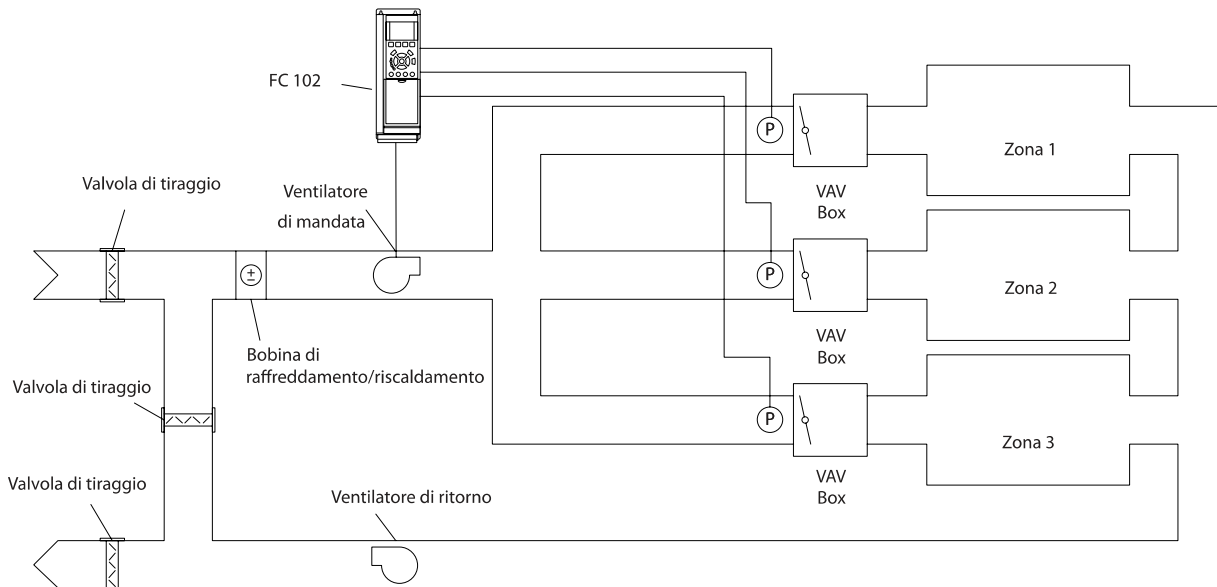 FC 102
P
Zona 1
Valvola di tiraggio
Ventilatore
di mandata
VAV
Box
±
P
Zona 2
Bobina di
raffreddamento/riscaldamento
VAV
Box
Valvola di tiraggio
P
Zona 3
Valvola di tiraggio
Ventilatore di ritorno
VAV
Box